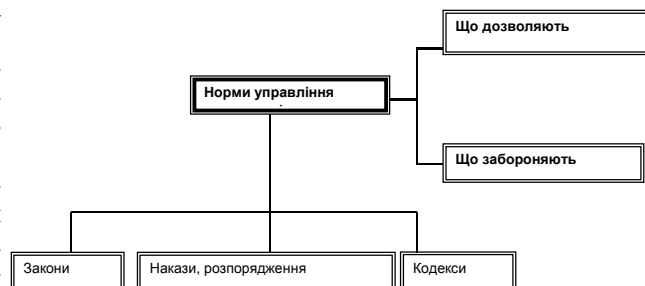 Що дозволяють
Норми управління
Що забороняють
Закони
Накази, розпорядження
Кодекси